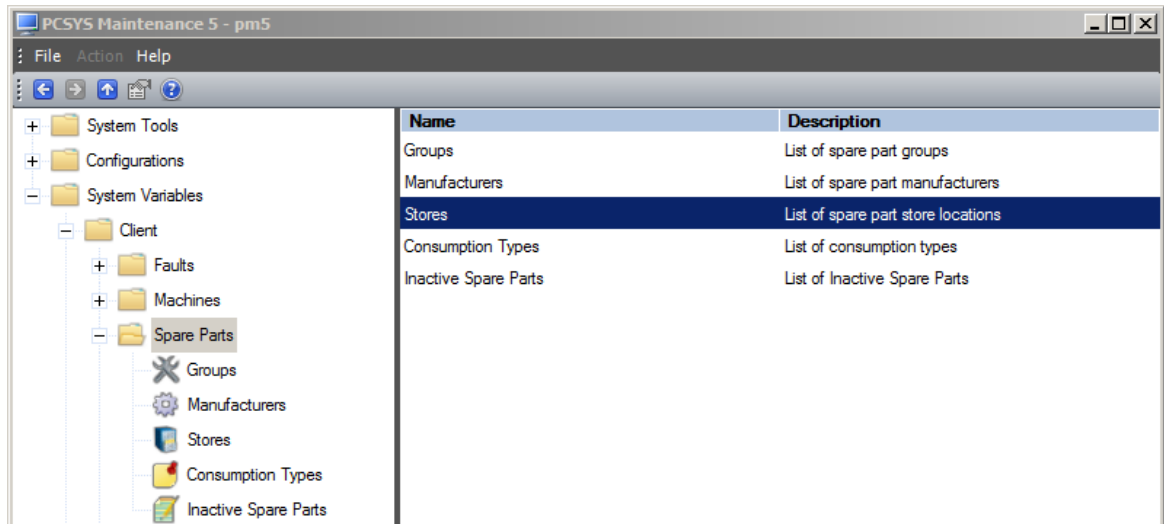 PCSYS Maintenance 5 - pm5
File Action Help
System Tools
Configurations
System Variables
Client
Faults
Machines
Spare Parts
Groups
Manufacturers
Stores
Consumption Types
Inactive Spare Parts
Name Description
Groups List of spare part groups
Manufacturers List of spare part manufacturers
Stores List of spare part store locations
Consumption Types List of consumption types
Inactive Spare Parts List of Inactive Spare Parts